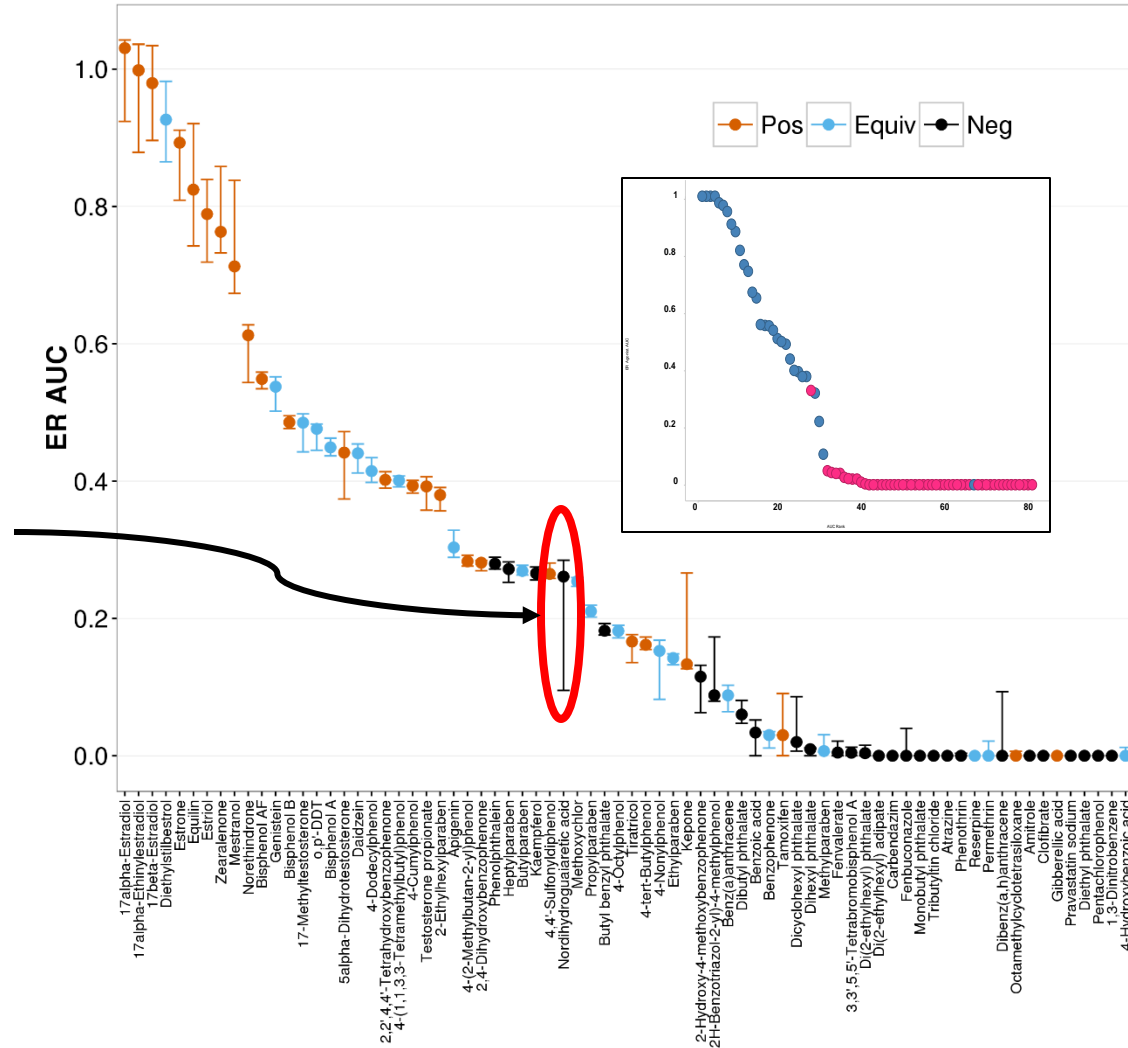 1.0
0.8
0.6
0.4
0.2
0.0
ER AUC
Pos
Equiv
Neg
1
0.8
0.6
0.4
0.2
0
ER Agonist AUC
0
20
40
60
80
AUC Rank
17alpha-Estradiol
17alpha-Ethinylestradiol
17beta-Estradiol
Diethylstilbestrol
Estrone
Equilin
Estriol
Zearalenone
Mestranol
Norethindrone
Bisphenol AF
Genistein
Bisphenol B
17-Methyltestosterone
o,p'-DDT
Bisphenol A
5alpha-Dihydrotestosterone
Daidzein
4-Dodecylphenol
2,2',4,4'-Tetrahydroxybenzophenone
4-(1,1,3,3-Tetramethylbutyl)phenol
4-Cumylphenol
Testosterone propionate
2-Ethylhexylparaben
Apigenin
4-(2-Methylbutan-2-yl)phenol
2,4-Dihydroxybenzophenone
Phenolphthalein
Heptylparaben
Butylparaben
Kaempferol
4,4'-Sulfonyldiphenol
Nordihydroguaiaretic acid
Methoxychlor
Propylparaben
Butyl benzyl phthalate
4-Octylphenol
Tiratricol
4-tert-Butylphenol
4-Nonylphenol
Ethylparaben
Kepone
2-Hydroxy-4-methoxybenzophenone
2H-Benzotriazol-2-yl)-4-methylphenol
Benz(a)anthracene
Dibutyl phthalate
Benzoic acid
Benzophenone
Tamoxifen
Dicyclohexyl phthalate
Dihexyl phthalate
Methylparaben
Fenvalerate
3,3',5,5'-Tetrabromobisphenol A
Di(2-ethylhexyl) phthalate
Di(2-ethylhexyl) adipate
Carbendazim
Fenbuconazole
Monobutyl phthalate
Tributyltin chloride
Atrazine
Phenothrin
Reserpine
Permethrin
Dibenz(a,h)anthracene
Octamethylcyclotetrasiloxane
Amitrole
Clofibrate
Gibberellic acid
Pravastatin sodium
Diethyl phthalate
Pentachlorophenol
1,3-Dinitrobenzene
4-Hydroxybenzoic acid